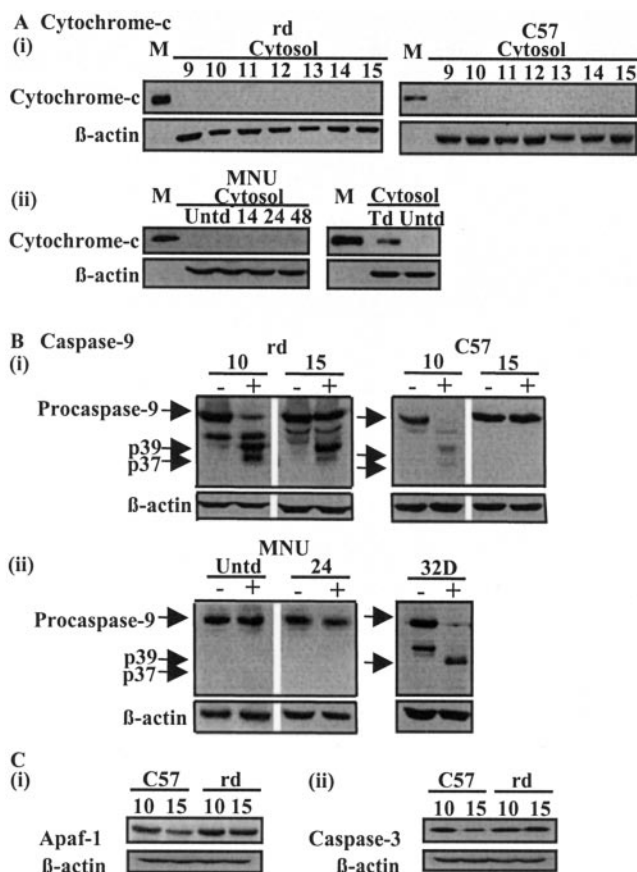 A Cytochrome-c
(i) rd C57
M Cytosol M Cytosol
9 10 11 12 13 14 15 9 10 11 12 13 14 15
Cytochrome-c
ß-actin
(ii) MNU
M Cytosol M Cytosol
Untd 14 24 48 Td Untd
Cytochrome-c
ß-actin
B Caspase-9
(i) rd C57
10 15 10 15
- + - + - + - +
Procaspase-9
p39
p37
ß-actin
(ii) MNU
Untd 24 32D
- + - + - +
Procaspase-9
p39
p37
ß-actin
C
(i) C57 rd (ii) C57 rd
10 15 10 15 10 15 10 15
Apaf-1 Caspase-3
ß-actin ß-actin